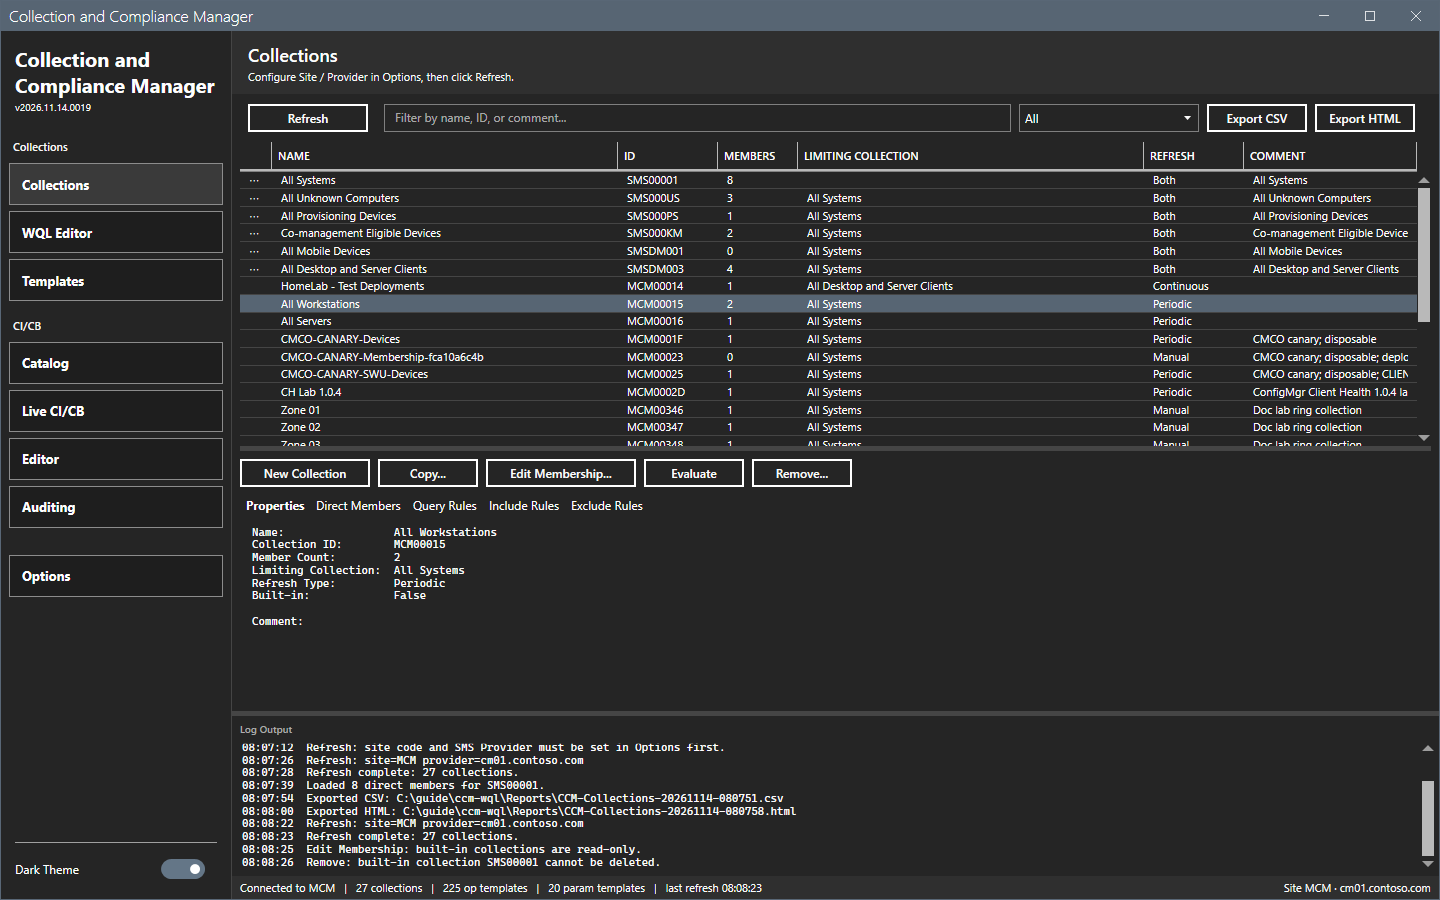 Collection and Compliance Manager
Collection and
Compliance Manager
v2026.11.14.0019
Collections
Collections
WQL Editor
Templates
CI/CB
Catalog
Live CI/CB
Editor
Auditing
Options
Dark Theme
Collections
Configure Site / Provider in Options, then click Refresh.
Refresh
Filter by name, ID, or comment...
All
Export CSV
Export HTML
NAME ID MEMBERS LIMITING COLLECTION REFRESH COMMENT
... All Systems SMS00001 8 Both All Systems
... All Unknown Computers SMS000US 3 All Systems Both All Unknown Computers
... All Provisioning Devices SMS000PS 1 All Systems Both All Provisioning Devices
... Co-management Eligible Devices SMS000KM 2 All Systems Both Co-management Eligible Device
... All Mobile Devices SMSDM001 0 All Systems Both All Mobile Devices
... All Desktop and Server Clients SMSDM003 4 All Systems Both All Desktop and Server Clients
HomeLab - Test Deployments MCM00014 1 All Desktop and Server Clients Continuous
All Workstations MCM00015 2 All Systems Periodic
All Servers MCM00016 1 All Systems Periodic
CMCO-CANARY-Devices MCM0001F 1 All Systems Periodic CMCO canary; disposable
CMCO-CANARY-Membership-fca10a6c4b MCM00023 0 All Systems Manual CMCO canary; disposable; deplo
CMCO-CANARY-SWU-Devices MCM00025 1 All Systems Periodic CMCO canary; disposable; CLIEN
CH Lab 1.0.4 MCM0002D 1 All Systems Periodic ConfigMgr Client Health 1.0.4 la
Zone 01 MCM00346 1 All Systems Manual Doc lab ring collection
Zone 02 MCM00347 1 All Systems Manual Doc lab ring collection
Zone 03 MCM00348 1 All Systems Manual Doc lab ring collection
New Collection
Copy...
Edit Membership...
Evaluate
Remove...
Properties Direct Members Query Rules Include Rules Exclude Rules
Name: All Workstations
Collection ID: MCM00015
Member Count: 2
Limiting Collection: All Systems
Refresh Type: Periodic
Built-in: False
Comment:
Log Output
08:07:12 Refresh: site code and SMS Provider must be set in Options first.
08:07:26 Refresh: site=MCM provider=cm01.contoso.com
08:07:28 Refresh complete: 27 collections.
08:07:39 Loaded 8 direct members for SMS00001.
08:07:54 Exported CSV: C:\guide\ccm-wql\Reports\CCM-Collections-20261114-080751.csv
08:08:00 Exported HTML: C:\guide\ccm-wql\Reports\CCM-Collections-20261114-080758.html
08:08:22 Refresh: site=MCM provider=cm01.contoso.com
08:08:23 Refresh complete: 27 collections.
08:08:25 Edit Membership: built-in collections are read-only.
08:08:26 Remove: built-in collection SMS00001 cannot be deleted.
Connected to MCM | 27 collections | 225 op templates | 20 param templates | last refresh 08:08:23
Site MCM · cm01.contoso.com